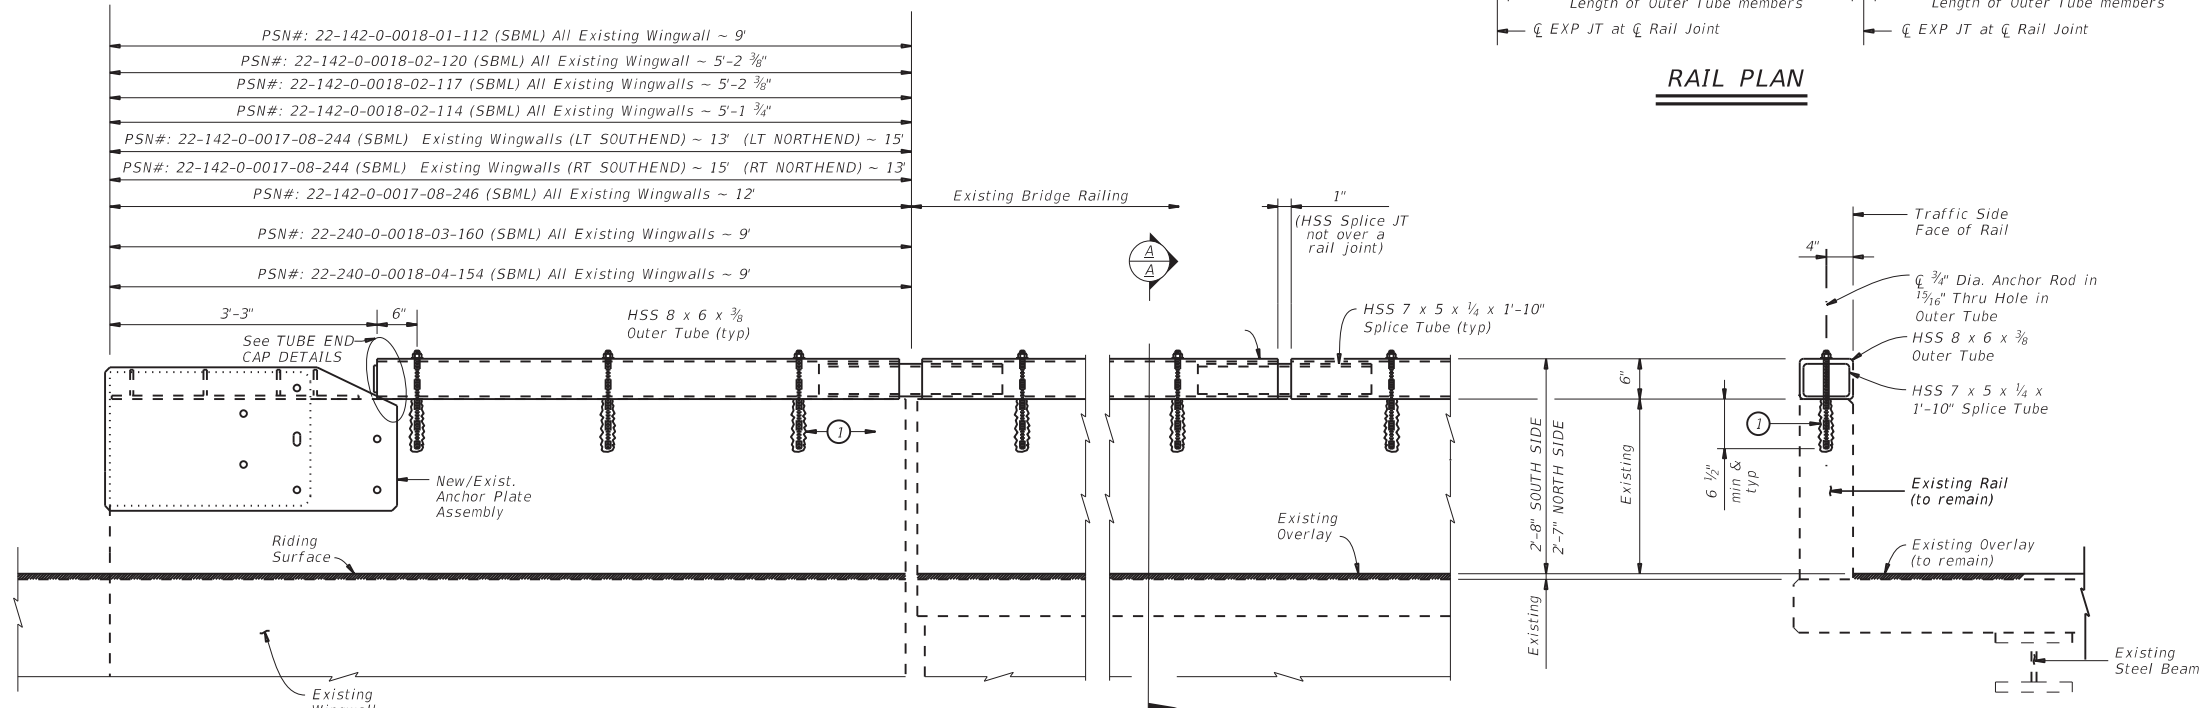 Length of Outer Tube members
Length of Outer Tube members
℄ EXP JT at ℄ Rail Joint
℄ EXP JT at ℄ Rail Joint
RAIL PLAN
PSN#: 22-142-0-0018-01-112 (SBML) All Existing Wingwall ~ 9'
PSN#: 22-142-0-0018-02-120 (SBML) All Existing Wingwall ~ 5'-2 ⅜"
PSN#: 22-142-0-0018-02-117 (SBML) All Existing Wingwalls ~ 5'-2 ⅜"
PSN#: 22-142-0-0018-02-114 (SBML) All Existing Wingwalls ~ 5'-1 ¾"
PSN#: 22-142-0-0017-08-244 (SBML) Existing Wingwalls (LT SOUTHEND) ~ 13' (LT NORTHEND) ~ 15'
PSN#: 22-142-0-0017-08-244 (SBML) Existing Wingwalls (RT SOUTHEND) ~ 15' (RT NORTHEND) ~ 13'
PSN#: 22-142-0-0017-08-246 (SBML) All Existing Wingwalls ~ 12'
PSN#: 22-240-0-0018-03-160 (SBML) All Existing Wingwalls ~ 9'
PSN#: 22-240-0-0018-04-154 (SBML) All Existing Wingwalls ~ 9'
Existing Bridge Railing
1"
(HSS Splice JT
not over a
rail joint)
A
A
3'-3"
6"
HSS 8 x 6 x ⅜
Outer Tube (typ)
See TUBE END
CAP DETAILS
HSS 7 x 5 x ¼ x 1'-10"
Splice Tube (typ)
1
New/Exist.
Anchor Plate
Assembly
Riding
Surface
Existing
Overlay
Existing
2'-8" SOUTH SIDE
2'-7" NORTH SIDE
Existing
6"
Existing
Traffic Side
Face of Rail
4"
℄ ¾" Dia. Anchor Rod in
15/16" Thru Hole in
Outer Tube
HSS 8 x 6 x ⅜
Outer Tube
HSS 7 x 5 x ¼ x
1'-10" Splice Tube
1
6 ½"
min &
typ
Existing Rail
(to remain)
Existing Overlay
(to remain)
Existing
Steel Beam